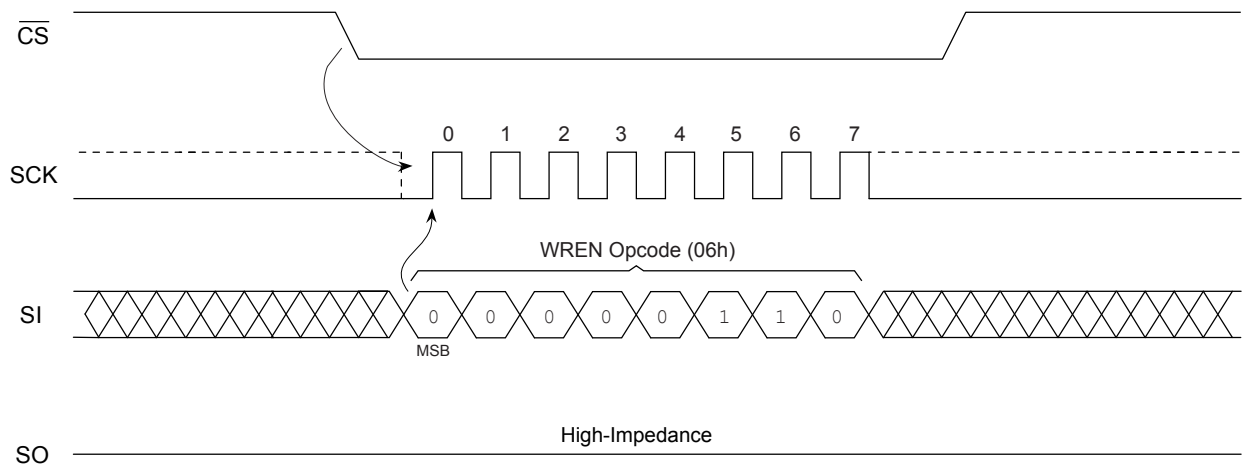 CS
0 1 2 3 4 5 6 7
SCK
WREN Opcode (06h)
SI
0 0 0 0 0 1 1 0
MSB
High-Impedance
SO